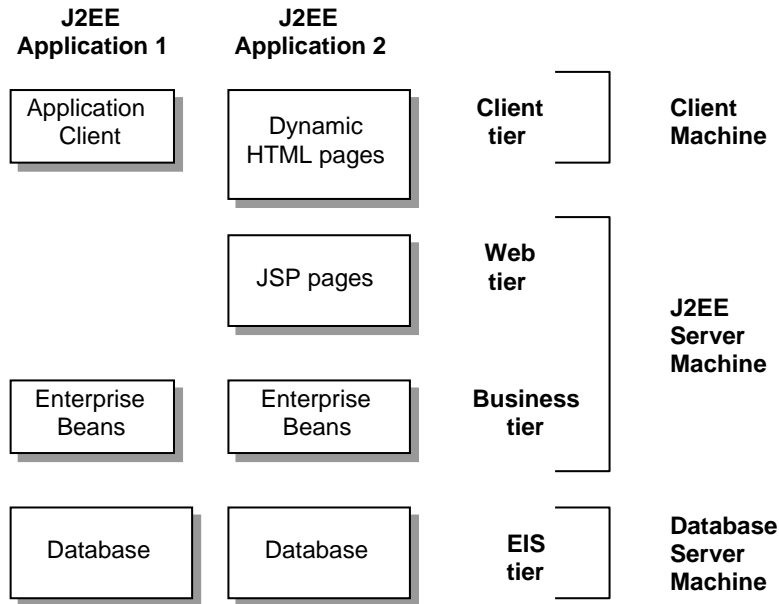 J2EE
Application 1
J2EE
Application 2
Application
Client
Dynamic
HTML pages
Client
tier
Client
Machine
JSP pages
Web
tier
J2EE
Server
Machine
Enterprise
Beans
Enterprise
Beans
Business
tier
Database
Database
EIS
tier
Database
Server
Machine